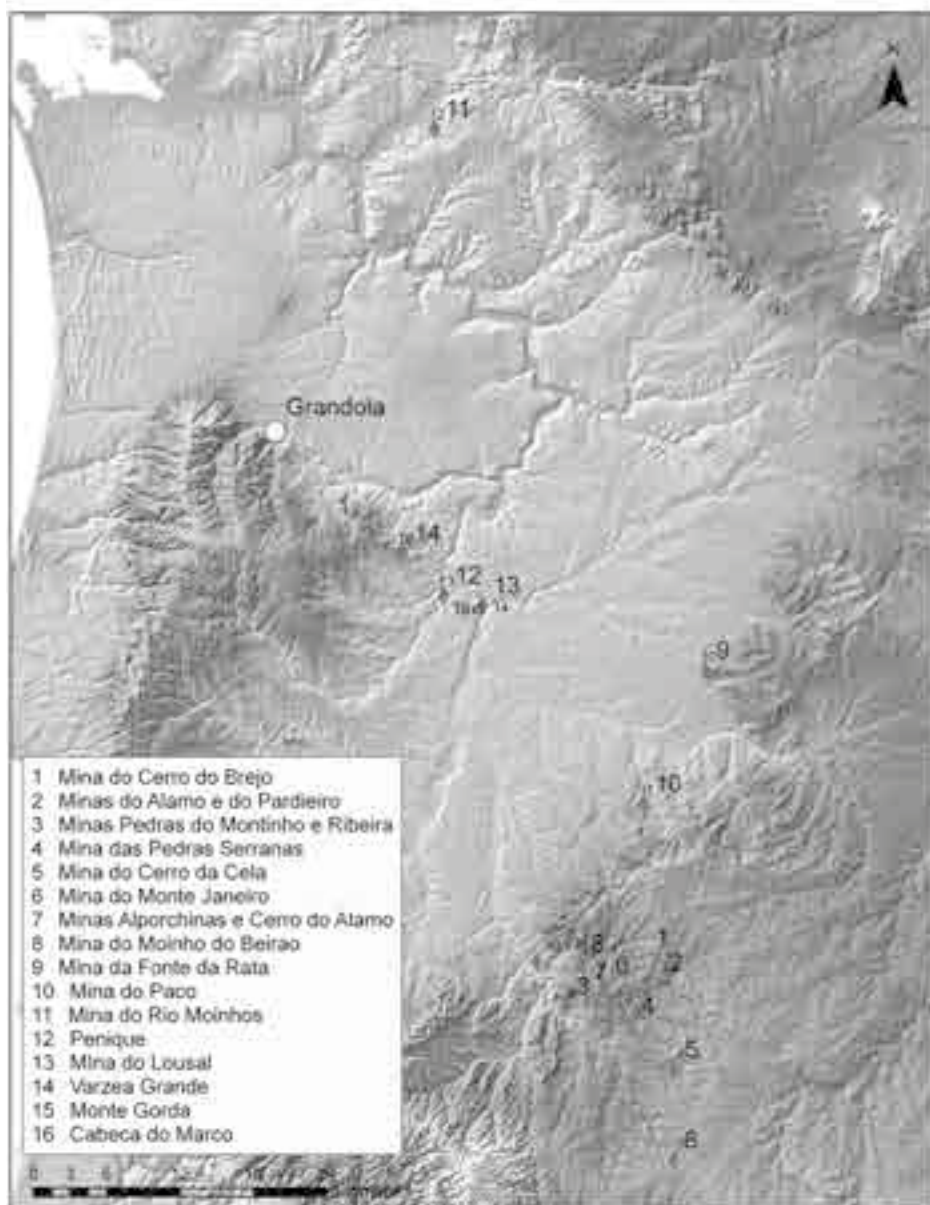 11
Grandola
14
12
13
9
10
8
1
2
7
3
4
5
6
1 Mina do Cerro do Brejo
2 Minas do Alamo e do Pardieiro
3 Minas Pedras do Montinho e Ribeira
4 Mina das Pedras Serranas
5 Mina do Cerro da Cela
6 Mina do Monte Janeiro
7 Minas Alporchinas e Cerro do Alamo
8 Mina do Moinho do Beirao
9 Mina da Fonte da Rata
10 Mina do Paco
11 Mina do Rio Moinhos
12 Penique
13 MIna do Lousal
14 Varzea Grande
15 Monte Gorda
16 Cabeca do Marco
0